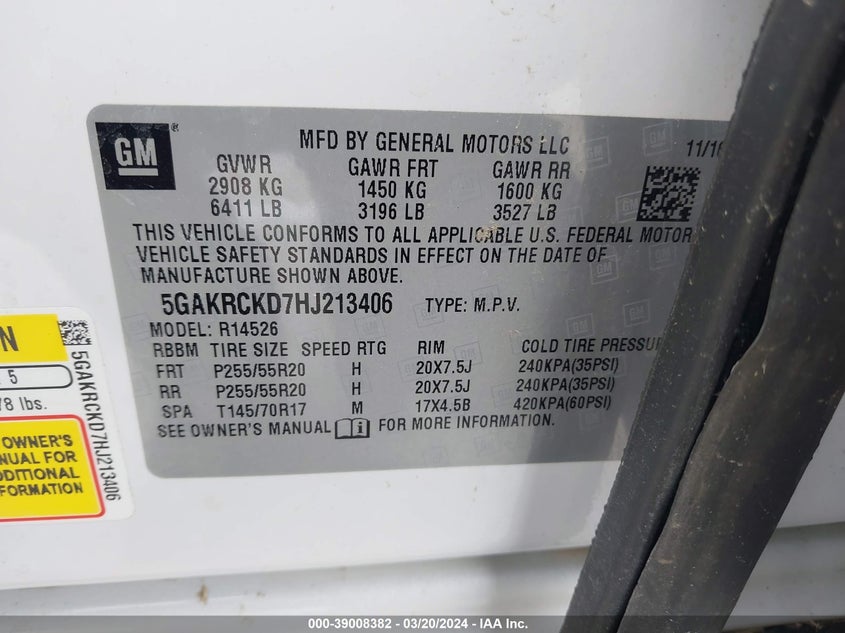 GM
®
MFD BY GENERAL MOTORS LLC
GVWR GAWR FRT GAWR RR
2908 KG 1450 KG 1600 KG
6411 LB 3196 LB 3527 LB
THIS VEHICLE CONFORMS TO ALL APPLICABLE U.S. FEDERAL MOTOR
VEHICLE SAFETY STANDARDS IN EFFECT ON THE DATE OF
MANUFACTURE SHOWN ABOVE.
5GAKRCKD7HJ213406 TYPE: M.P.V.
MODEL: R14526
RBBM TIRE SIZE SPEED RTG RIM COLD TIRE PRESSU
FRT P255/55R20 H 20X7.5J 240KPA(35PSI)
RR P255/55R20 H 20X7.5J 240KPA(35PSI)
SPA T145/70R17 M 17X4.5B 420KPA(60PSI)
SEE OWNER'S MANUAL i FOR MORE INFORMATION.
N
5
8 lbs.
OWNER'S
NUAL FOR
DDITIONAL
FORMATION
5GAKRCKD7HJ213406
000-39008382 - 03/20/2024 - IAA Inc.